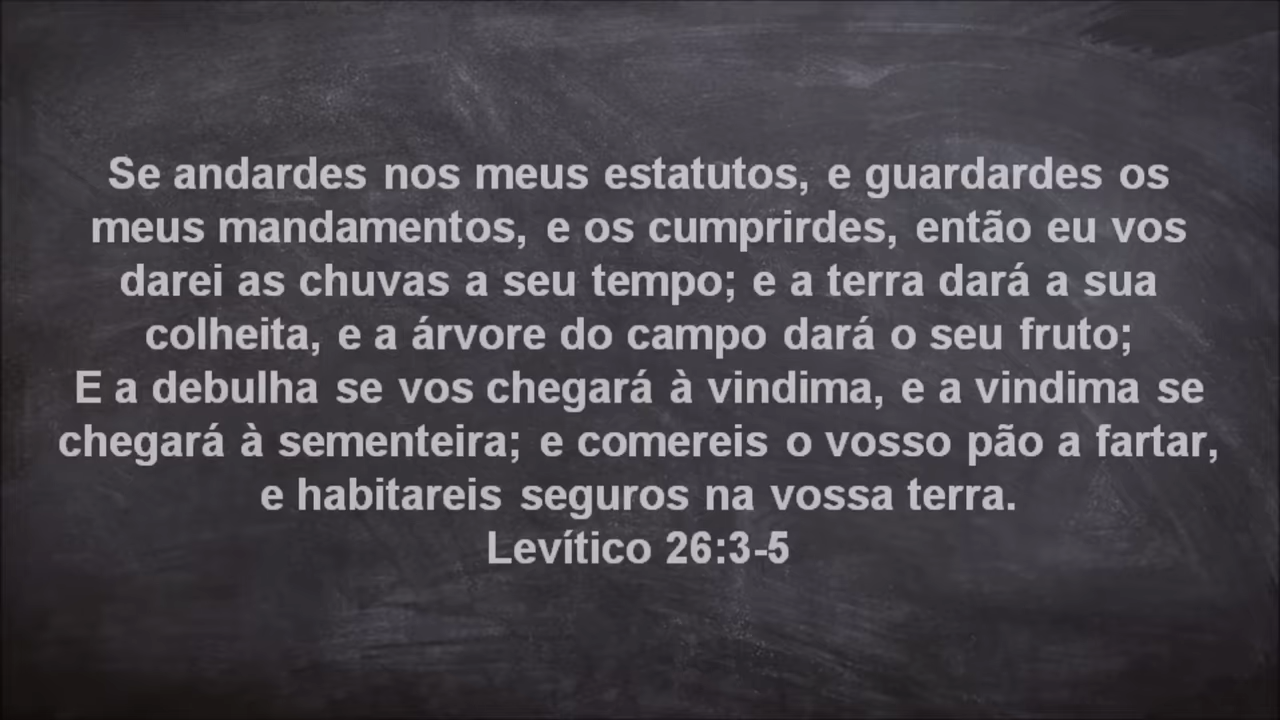 Se andardes nos meus estatutos, e guardardes os
meus mandamentos, e os cumprirdes, então eu vos
darei as chuvas a seu tempo; e a terra dará a sua
colheita, e a árvore do campo dará o seu fruto;
E a debulha se vos chegará à vindima, e a vindima se
chegará à sementeira; e comereis o vosso pão a fartar,
e habitareis seguros na vossa terra.
Levítico 26:3-5